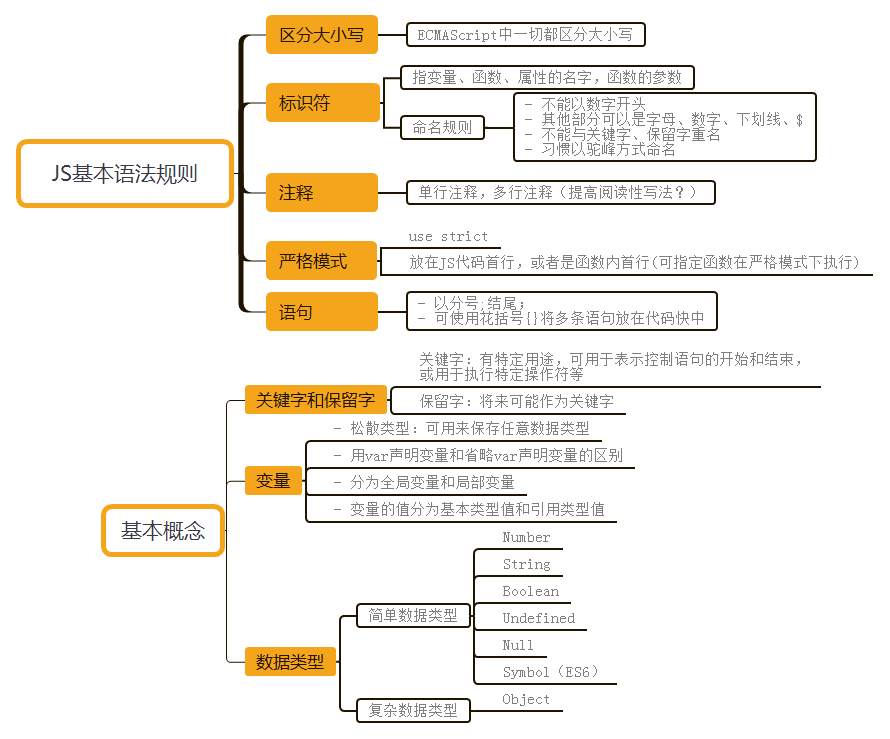 JS基本语法规则
区分大小写
ECMAScript中一切都区分大小写
标识符
指变量、函数、属性的名字，函数的参数
命名规则
- 不能以数字开头
- 其他部分可以是字母、数字、下划线、$
- 不能与关键字、保留字重名
- 习惯以驼峰方式命名
注释
单行注释，多行注释（提高阅读性写法？）
严格模式
use strict
放在JS代码首行，或者是函数内首行(可指定函数在严格模式下执行)
语句
- 以分号;结尾;
- 可使用花括号{}将多条语句放在代码快中
基本概念
关键字和保留字
关键字: 有特定用途，可用于表示控制语句的开始和结束，
或用于执行特定操作符等
保留字: 将来可能作为关键字
变量
- 松散类型: 可用来保存任意数据类型
- 用var声明变量和省略var声明变量的区别
- 分为全局变量和局部变量
- 变量的值分为基本类型值和引用类型值
数据类型
简单数据类型
Number
String
Boolean
Undefined
Null
Symbol（ES6）
复杂数据类型
Object